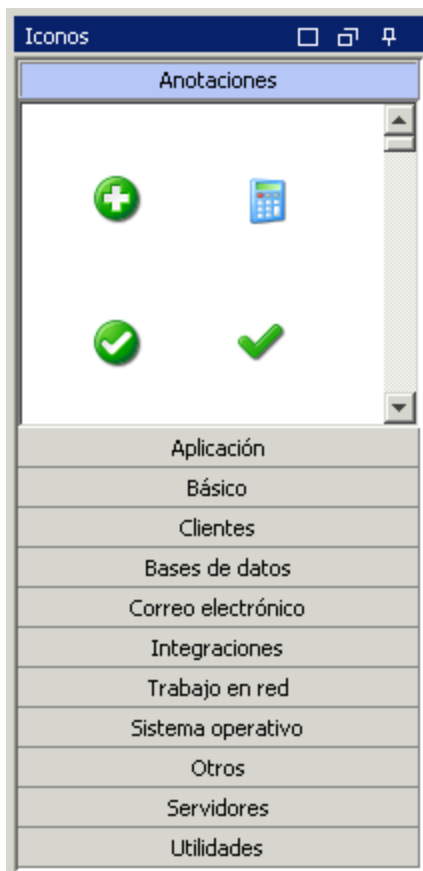 Iconos
Anotaciones
Aplicación
Básico
Clientes
Bases de datos
Correo electrónico
Integraciones
Trabajo en red
Sistema operativo
Otros
Servidores
Utilidades